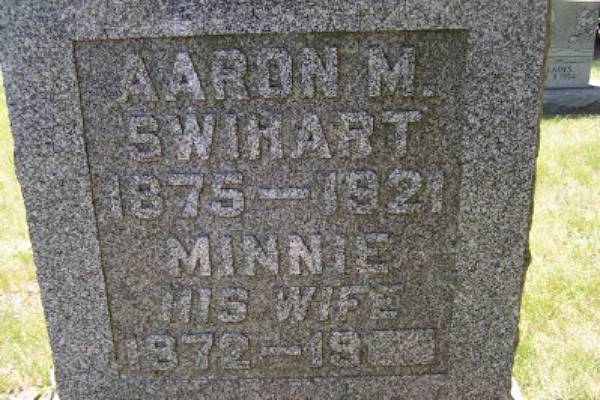 AARON M.
SWIHART
1875–1921
MINNIE
HIS WIFE
1872–19